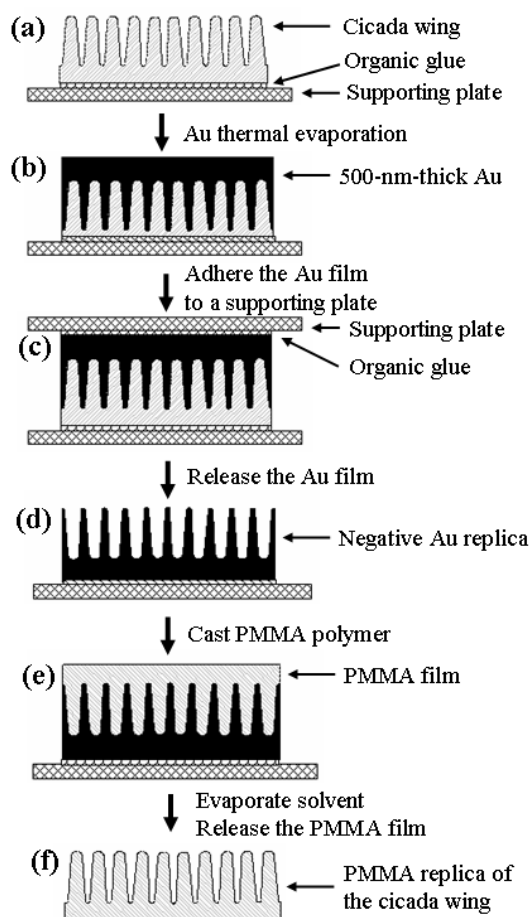 (a)
Cicada wing
Organic glue
Supporting plate
Au thermal evaporation
(b)
500-nm-thick Au
Adhere the Au film
to a supporting plate
Supporting plate
(c)
Organic glue
Release the Au film
(d)
Negative Au replica
Cast PMMA polymer
(e)
PMMA film
Evaporate solvent
Release the PMMA film
(f)
PMMA replica of
the cicada wing